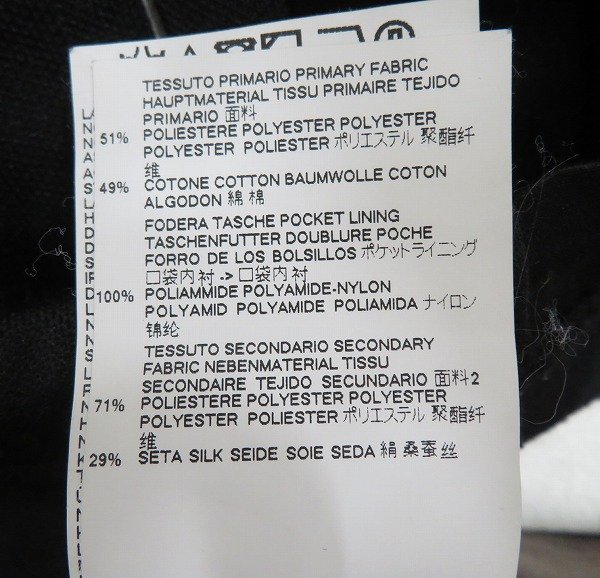 TESSUTO PRIMARIO PRIMARY FABRIC
HAUPTMATERIAL TISSU PRIMAIRE TEJIDO
PRIMARIO 面料
51% POLIESTERE POLYESTER POLYESTER
POLYESTER POLIESTER ポリエステル 聚酯纤
维
49% COTONE COTTON BAUMWOLLE COTON
ALGODON 綿 棉
FODERA TASCHE POCKET LINING
TASCHENFUTTER DOUBLURE POCHE
FORRO DE LOS BOLSILLOS ポケットライニング
口袋内衬 -> 口袋内衬
100% POLIAMMIDE POLYAMIDE-NYLON
POLYAMID POLYAMIDE POLIAMIDA ナイロン
锦纶
TESSUTO SECONDARIO SECONDARY
FABRIC NEBENMATERIAL TISSU
SECONDAIRE TEJIDO SECUNDARIO 面料2
71% POLIESTERE POLYESTER POLYESTER
POLYESTER POLIESTER ポリエステル 聚酯纤
维
29% SETA SILK SEIDE SOIE SEDA 絹 桑蚕丝